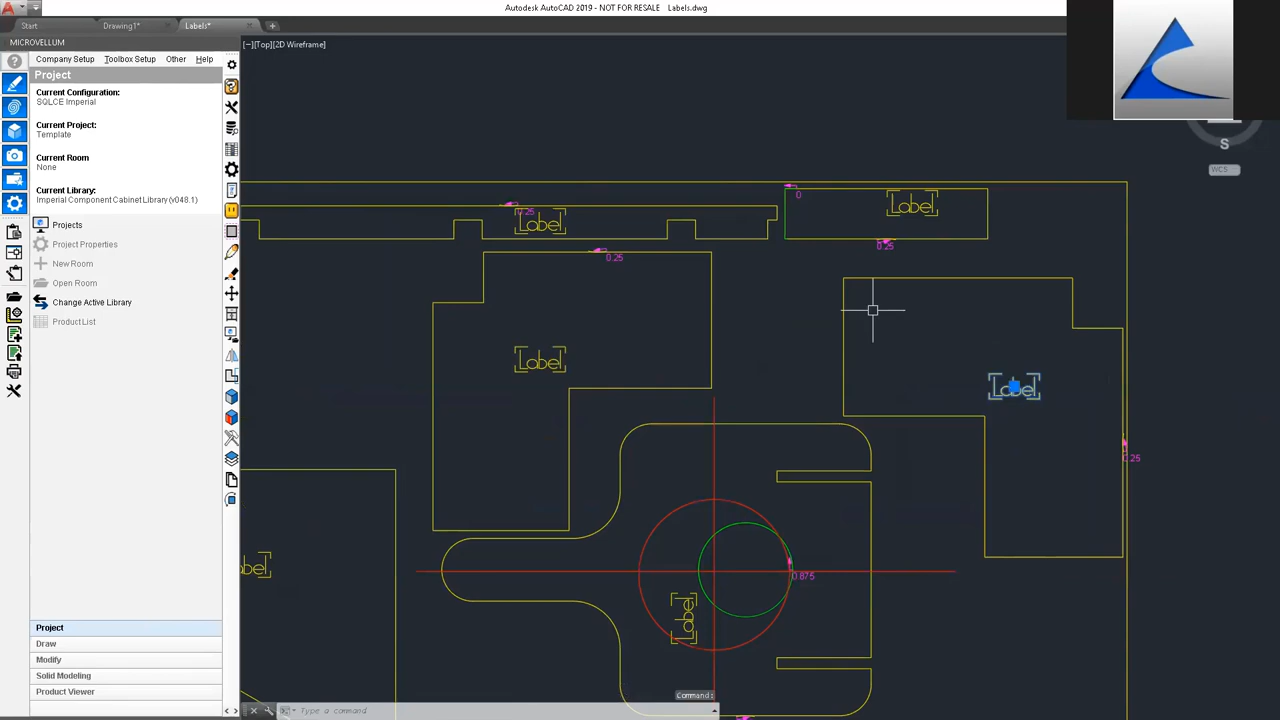 Autodesk AutoCAD 2019 - NOT FOR RESALE Labels.dwg
Start Drawing1* Labels*
MICROVELLUM
[−][Top][2D Wireframe]
Company Setup Toolbox Setup Other Help
Project
Current Configuration:
SQLCE Imperial
Current Project:
Template
Current Room
None
Current Library:
Imperial Component Cabinet Library (v048.1)
Projects
Project Properties
New Room
Open Room
Change Active Library
Product List
Project
Draw
Modify
Solid Modeling
Product Viewer
S
WCS
0
Label
0.25
Label
0.25
0.25
Label
Label
0.25
bel
0.875
Label
Command:
Type a command